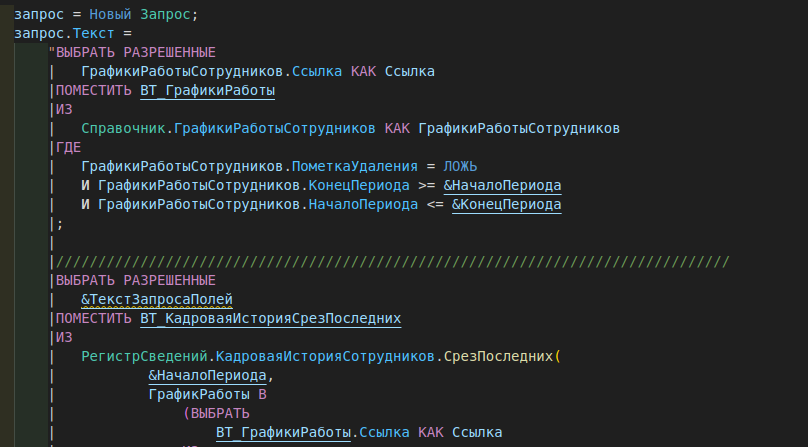 запрос = Новый Запрос;
запрос.Текст =
"ВЫБРАТЬ РАЗРЕШЕННЫЕ
|   ГрафикиРаботыСотрудников.Ссылка КАК Ссылка
|ПОМЕСТИТЬ ВТ_ГрафикиРаботы
|ИЗ
|   Справочник.ГрафикиРаботыСотрудников КАК ГрафикиРаботыСотрудников
|ГДЕ
|   ГрафикиРаботыСотрудников.ПометкаУдаления = ЛОЖЬ
|   И ГрафикиРаботыСотрудников.КонецПериода >= &НачалоПериода
|   И ГрафикиРаботыСотрудников.НачалоПериода <= &КонецПериода
|;
|
|////////////////////////////////////////////////////////////////////////////////
|ВЫБРАТЬ РАЗРЕШЕННЫЕ
|   &ТекстЗапросаПолей
|ПОМЕСТИТЬ ВТ_КадроваяИсторияСрезПоследних
|ИЗ
|   РегистрСведений.КадроваяИсторияСотрудников.СрезПоследних(
|           &НачалоПериода,
|           ГрафикРаботы В
|               (ВЫБРАТЬ
|                   ВТ_ГрафикиРаботы.Ссылка КАК Ссылка